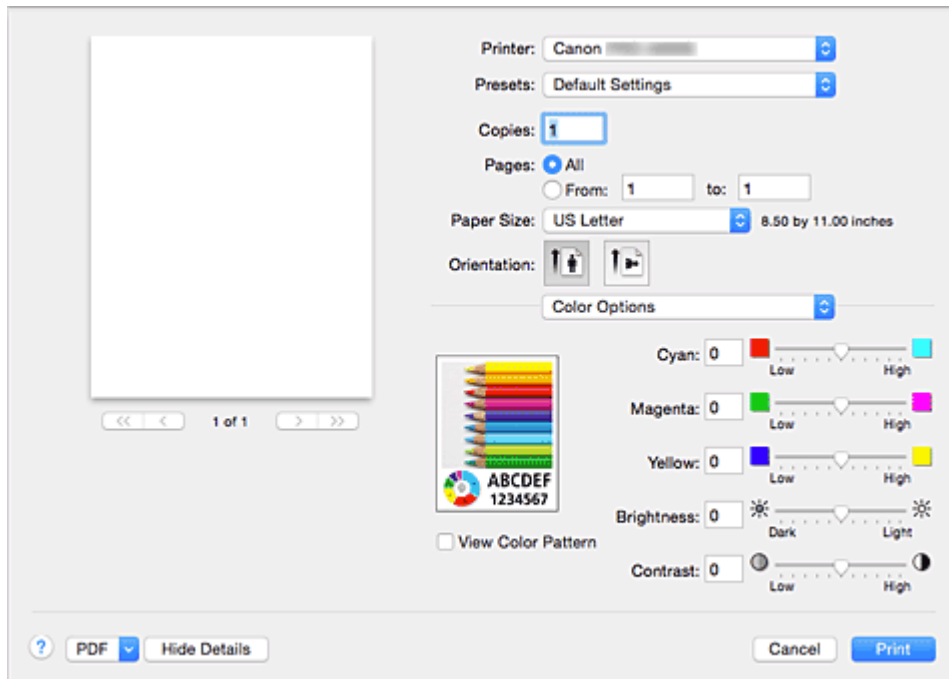 Printer: Canon
Presets: Default Settings
Copies: 1
Pages: All
From: 1 to: 1
Paper Size: US Letter 8.50 by 11.00 inches
Orientation:
Color Options
<< < 1 of 1 > >>
Cyan: 0
Low High
Magenta: 0
Low High
Yellow: 0
Low High
ABCDEF
1234567
Brightness: 0
Dark Light
View Color Pattern
Contrast: 0
Low High
? PDF Hide Details Cancel Print